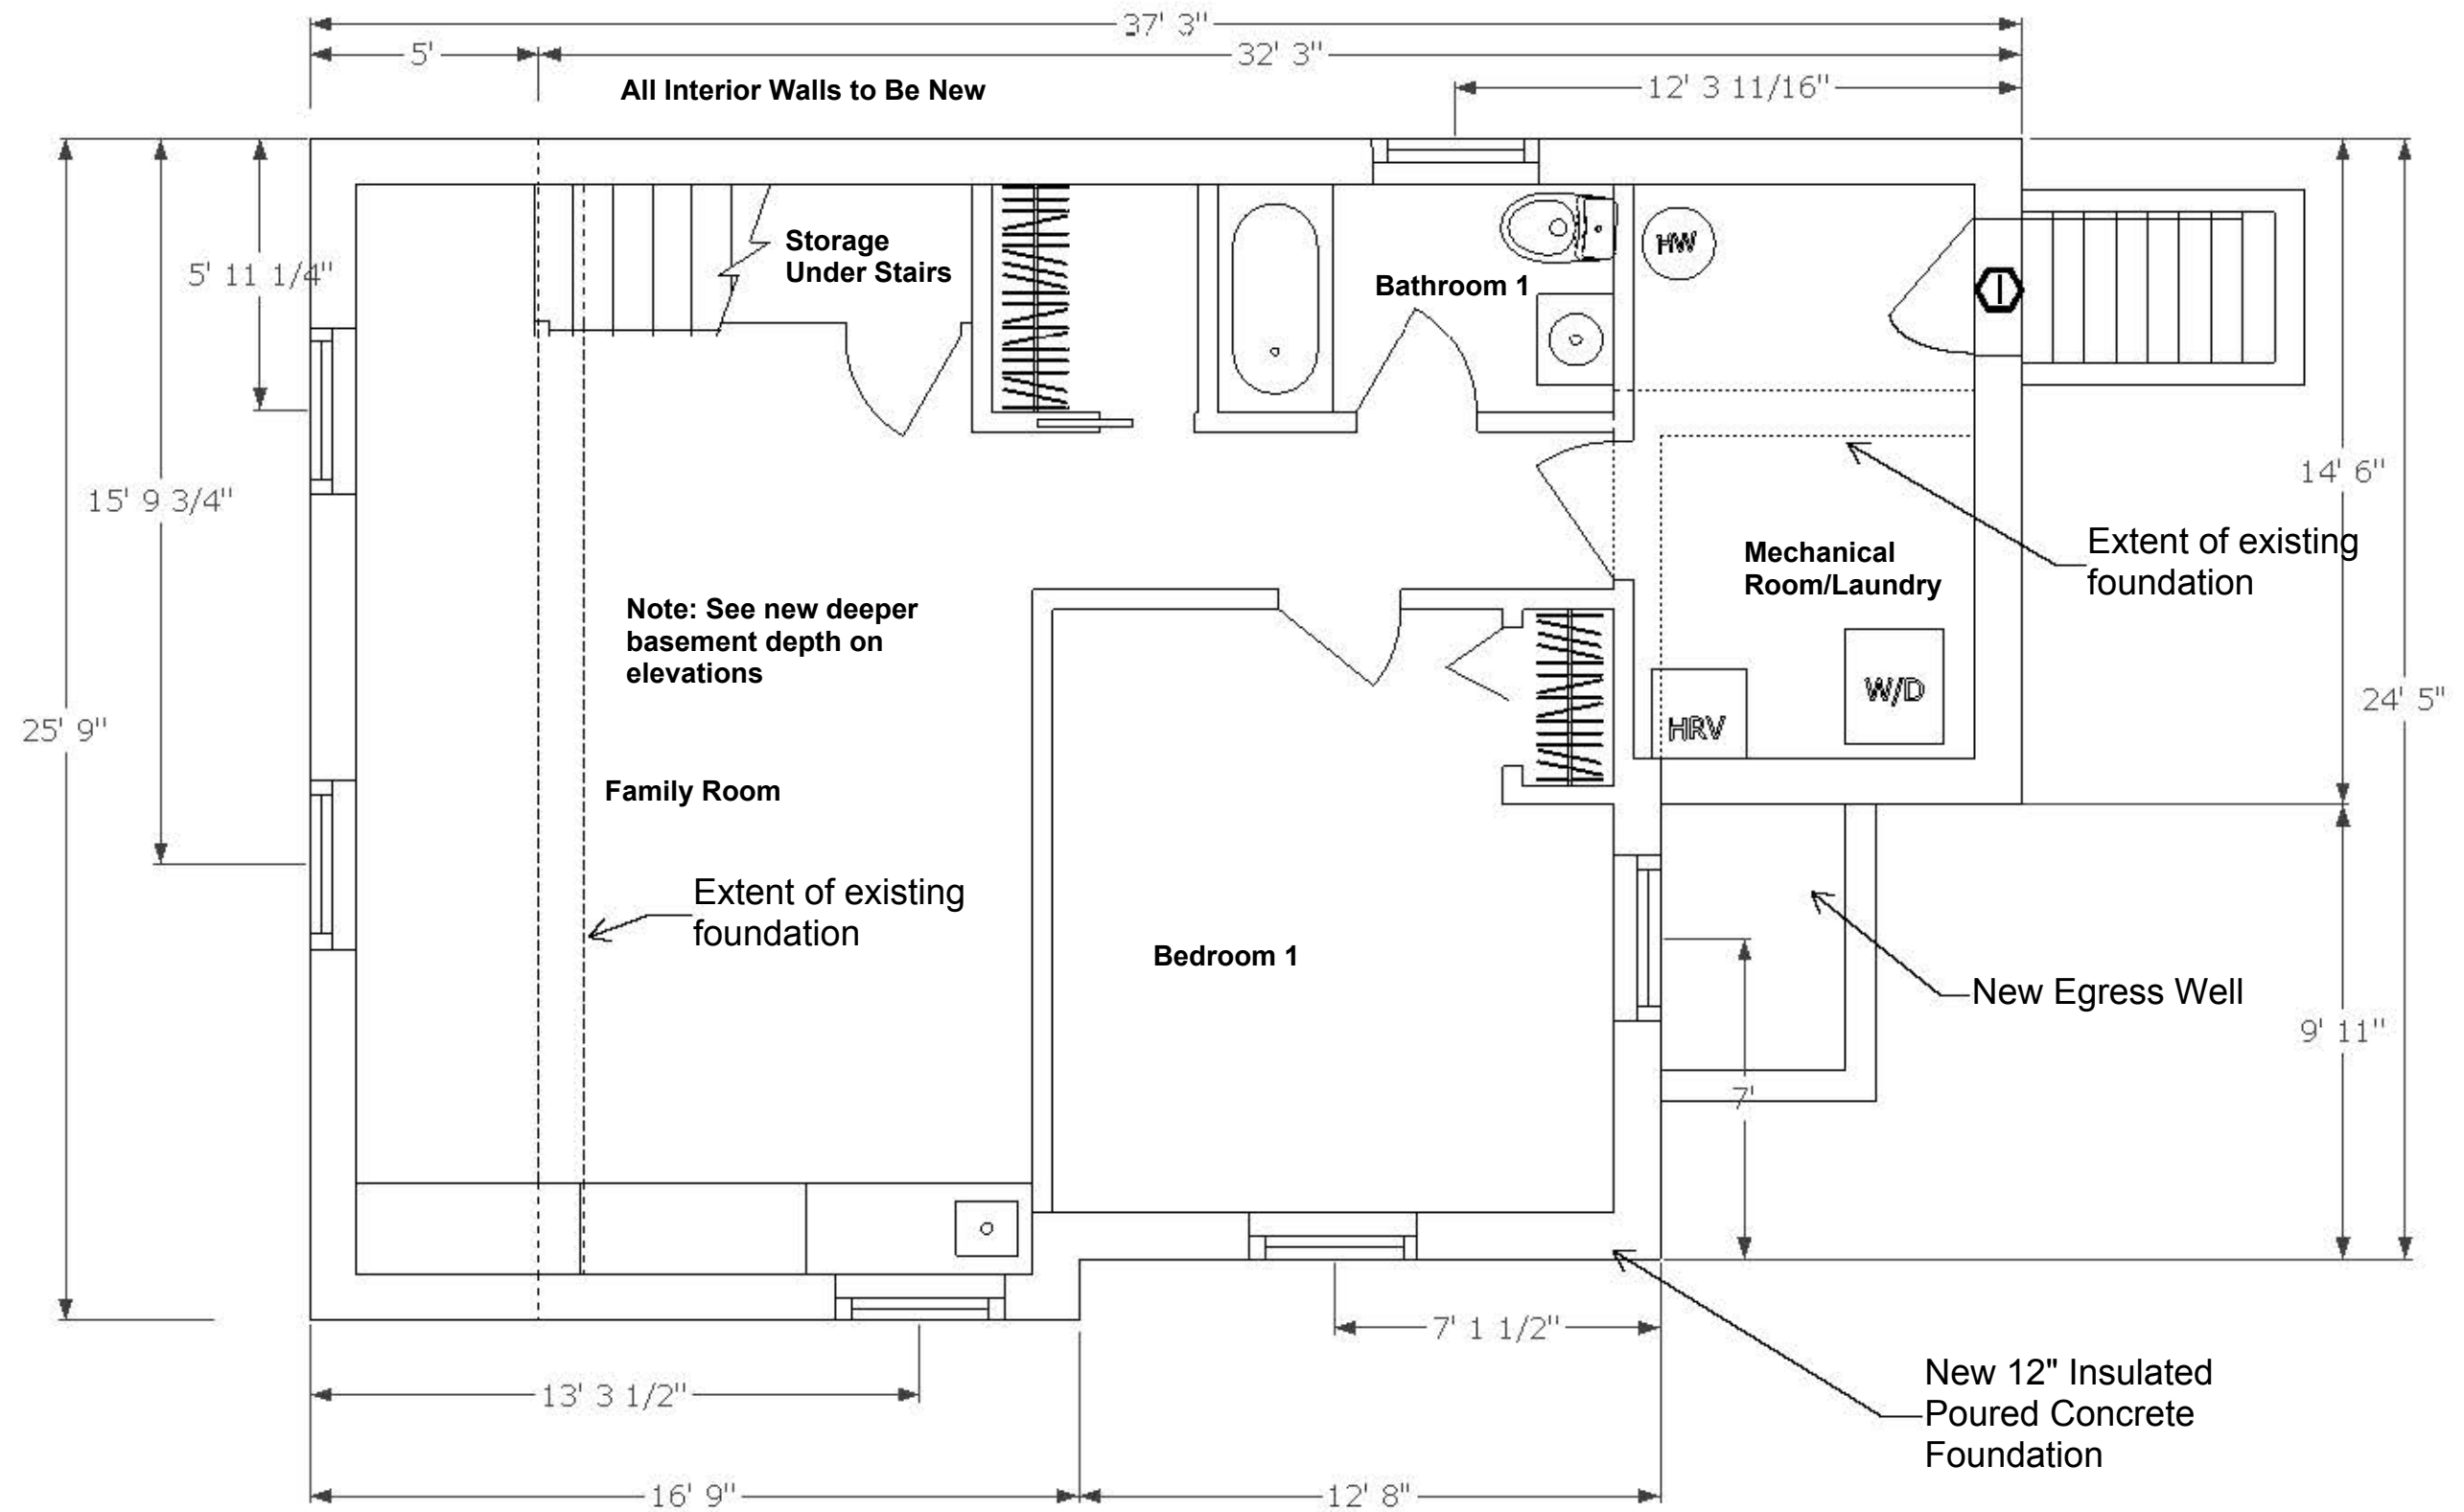 37' 3"
5'
32' 3"
All Interior Walls to Be New
12' 3 11/16"
Storage
Under Stairs
HW
5' 11 1/4"
Bathroom 1
14' 6"
15' 9 3/4"
Extent of existing
foundation
Mechanical
Room/Laundry
Note: See new deeper
basement depth on
elevations
W/D
24' 5"
25' 9"
HRV
Family Room
Extent of existing
foundation
Bedroom 1
New Egress Well
9' 11"
7'
7' 1 1/2"
13' 3 1/2"
New 12" Insulated
Poured Concrete
Foundation
16' 9"
12' 8"